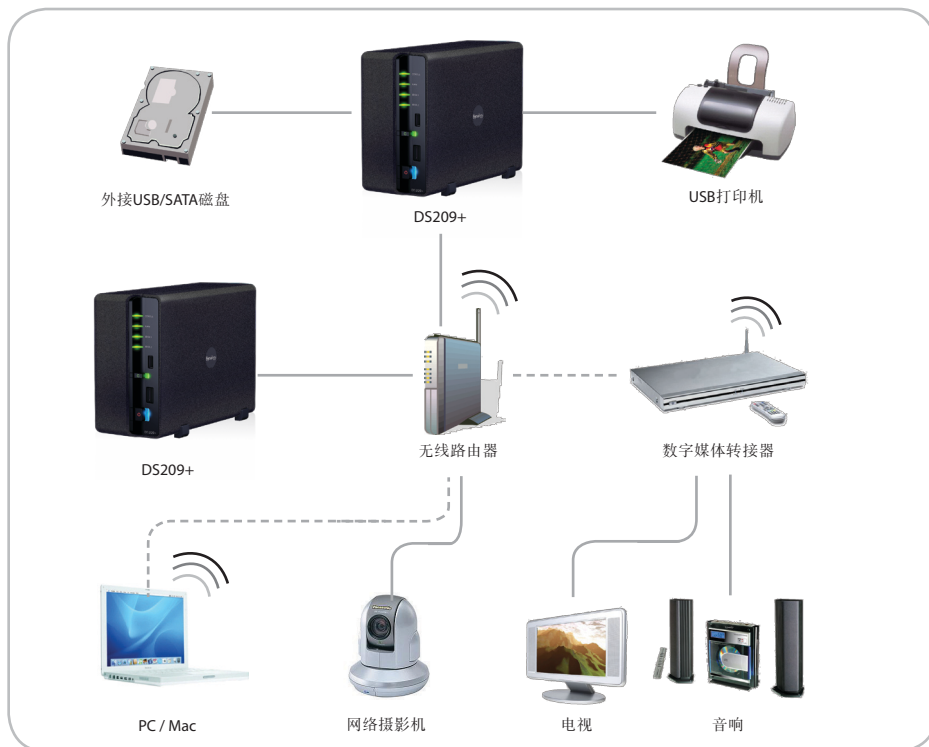 外接USB/SATA磁盘
DS209+
USB打印机
DS209+
无线路由器
数字媒体转接器
PC / Mac
网络摄影机
电视
音响